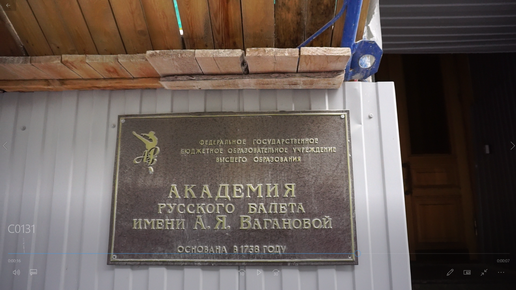 ФЕДЕРАЛЬНОЕ ГОСУДАРСТВЕННОЕ
БЮДЖЕТНОЕ ОБРАЗОВАТЕЛЬНОЕ УЧРЕЖДЕНИЕ
ВЫСШЕГО ОБРАЗОВАНИЯ
АКАДЕМИЯ
РУССКОГО БАЛЕТА
ИМЕНИ А.Я. ВАГАНОВОЙ
ОСНОВАНА В 1738 ГОДУ
C0131